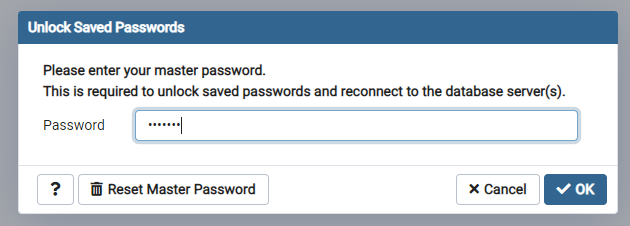 Unlock Saved Passwords
Please enter your master password.
This is required to unlock saved passwords and reconnect to the database server(s).
Password •••••••
? Reset Master Password Cancel OK